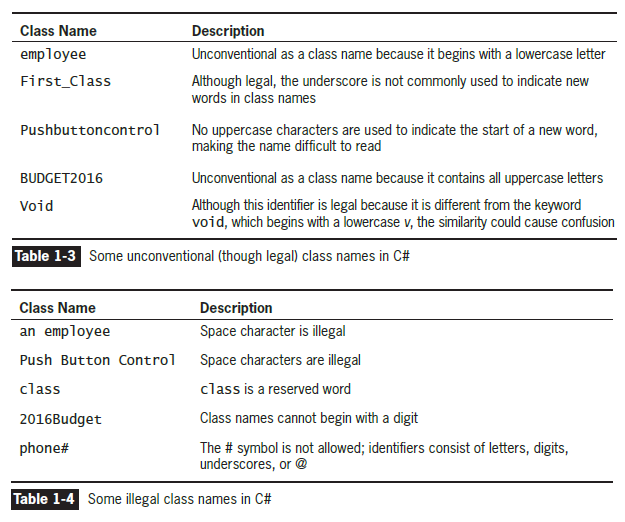 Class Name Description
employee Unconventional as a class name because it begins with a lowercase letter
First_Class Although legal, the underscore is not commonly used to indicate new
words in class names
Pushbuttoncontrol No uppercase characters are used to indicate the start of a new word,
making the name difficult to read
BUDGET2016 Unconventional as a class name because it contains all uppercase letters
Void Although this identifier is legal because it is different from the keyword
void, which begins with a lowercase v, the similarity could cause confusion
Table 1-3 Some unconventional (though legal) class names in C#
Class Name Description
an employee Space character is illegal
Push Button Control Space characters are illegal
class class is a reserved word
2016Budget Class names cannot begin with a digit
phone# The # symbol is not allowed; identifiers consist of letters, digits,
underscores, or @
Table 1-4 Some illegal class names in C#